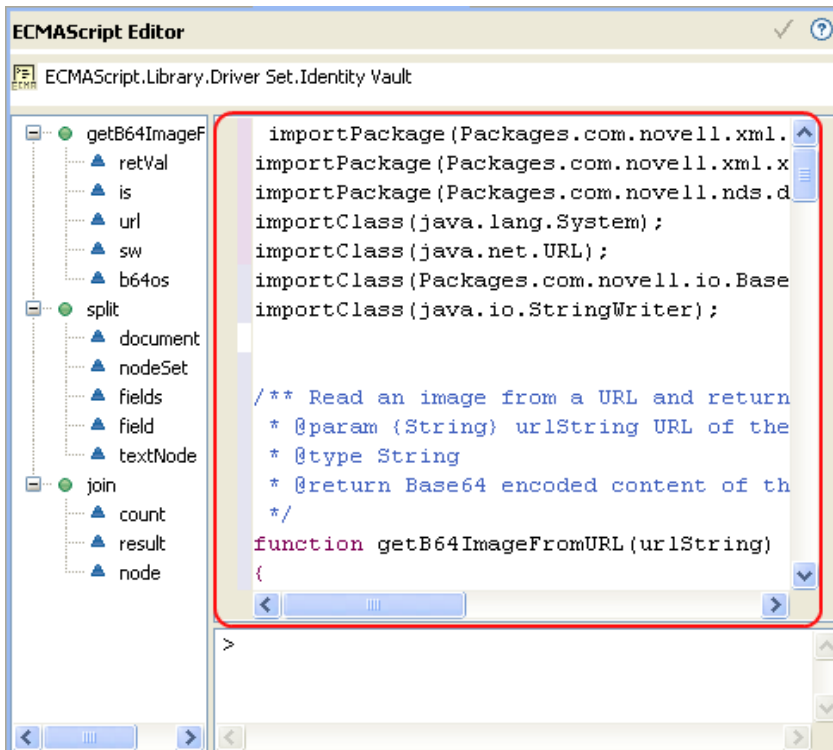 ECMAScript Editor
ECMAScript.Library.Driver Set.Identity Vault
getB64ImageF
retVal
is
url
sw
b64os
split
document
nodeSet
fields
field
textNode
join
count
result
node
importPackage(Packages.com.novell.xml.
importPackage(Packages.com.novell.xml.x
importPackage(Packages.com.novell.nds.d
importClass(java.lang.System);
importClass(java.net.URL);
importClass(Packages.com.novell.io.Base
importClass(java.io.StringWriter);
/** Read an image from a URL and return
* @param {String} urlString URL of the
* @type String
* @return Base64 encoded content of th
*/
function getB64ImageFromURL(urlString)
{
>